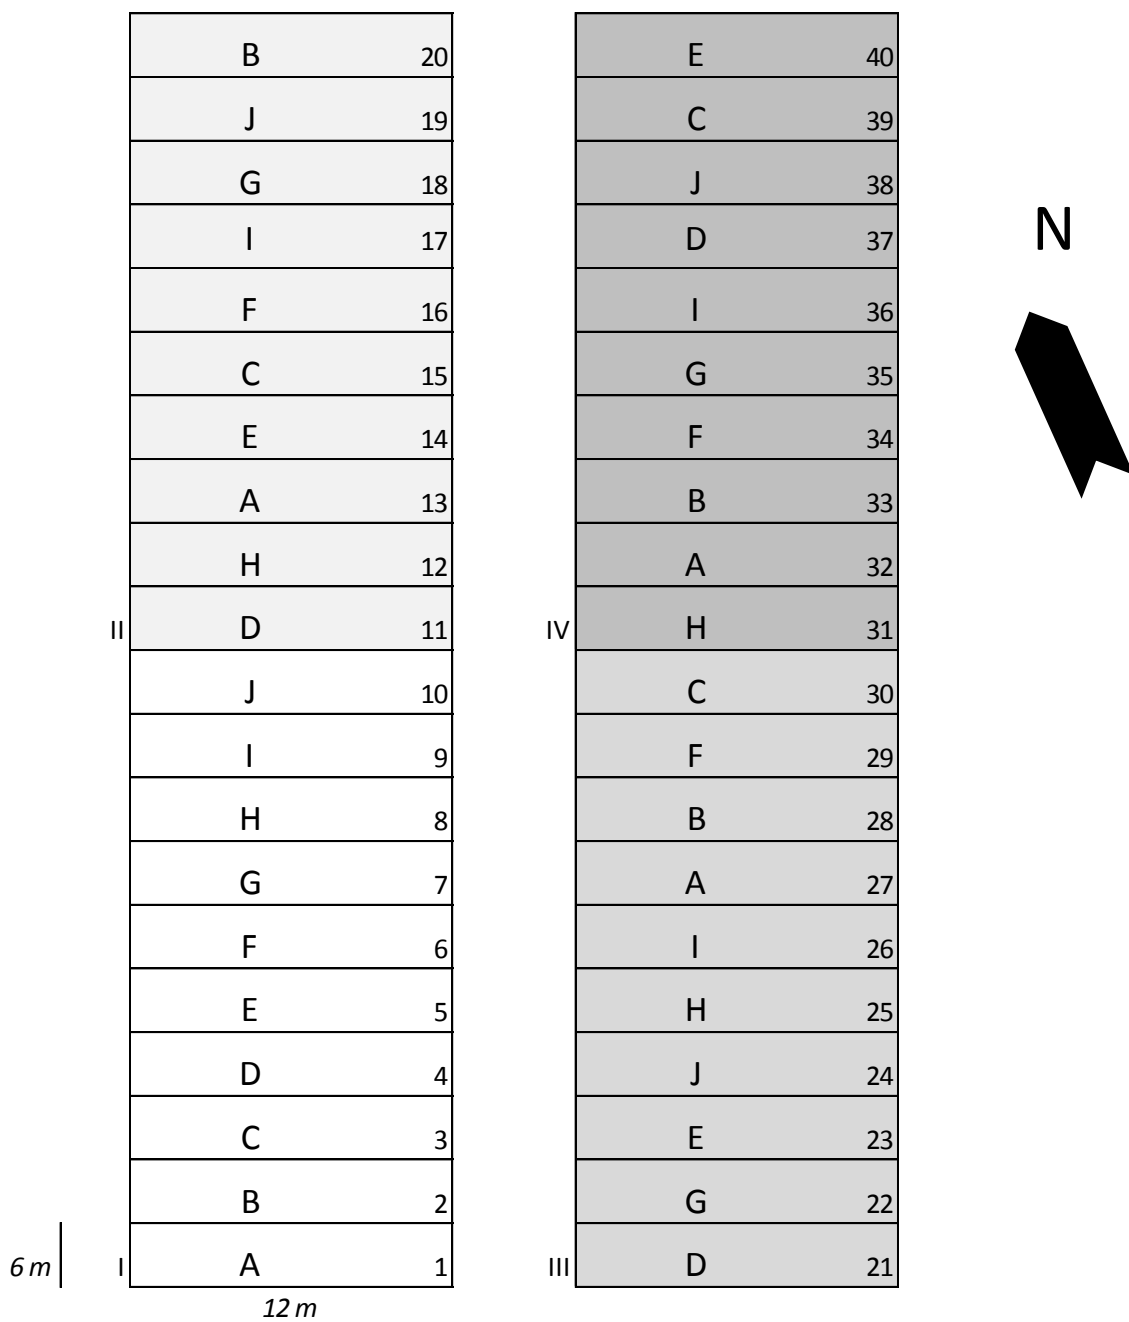 B 20 E 40
J 19 C 39
G 18 J 38
N
I 17 D 37
F 16 I 36
C 15 G 35
E 14 F 34
A 13 B 33
H 12 A 32
II D 11 IV H 31
J 10 C 30
I 9 F 29
H 8 B 28
G 7 A 27
F 6 I 26
E 5 H 25
D 4 J 24
C 3 E 23
B 2 G 22
6 m I A 1 III D 21
12 m